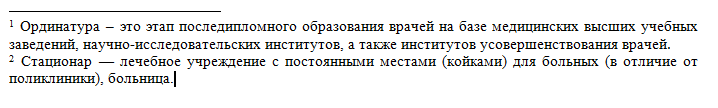 ¹ Ординатура – это этап последипломного образования врачей на базе медицинских высших учебных
заведений, научно-исследовательских институтов, а также институтов усовершенствования врачей.
² Стационар — лечебное учреждение с постоянными местами (койками) для больных (в отличие от
поликлиники), больница.